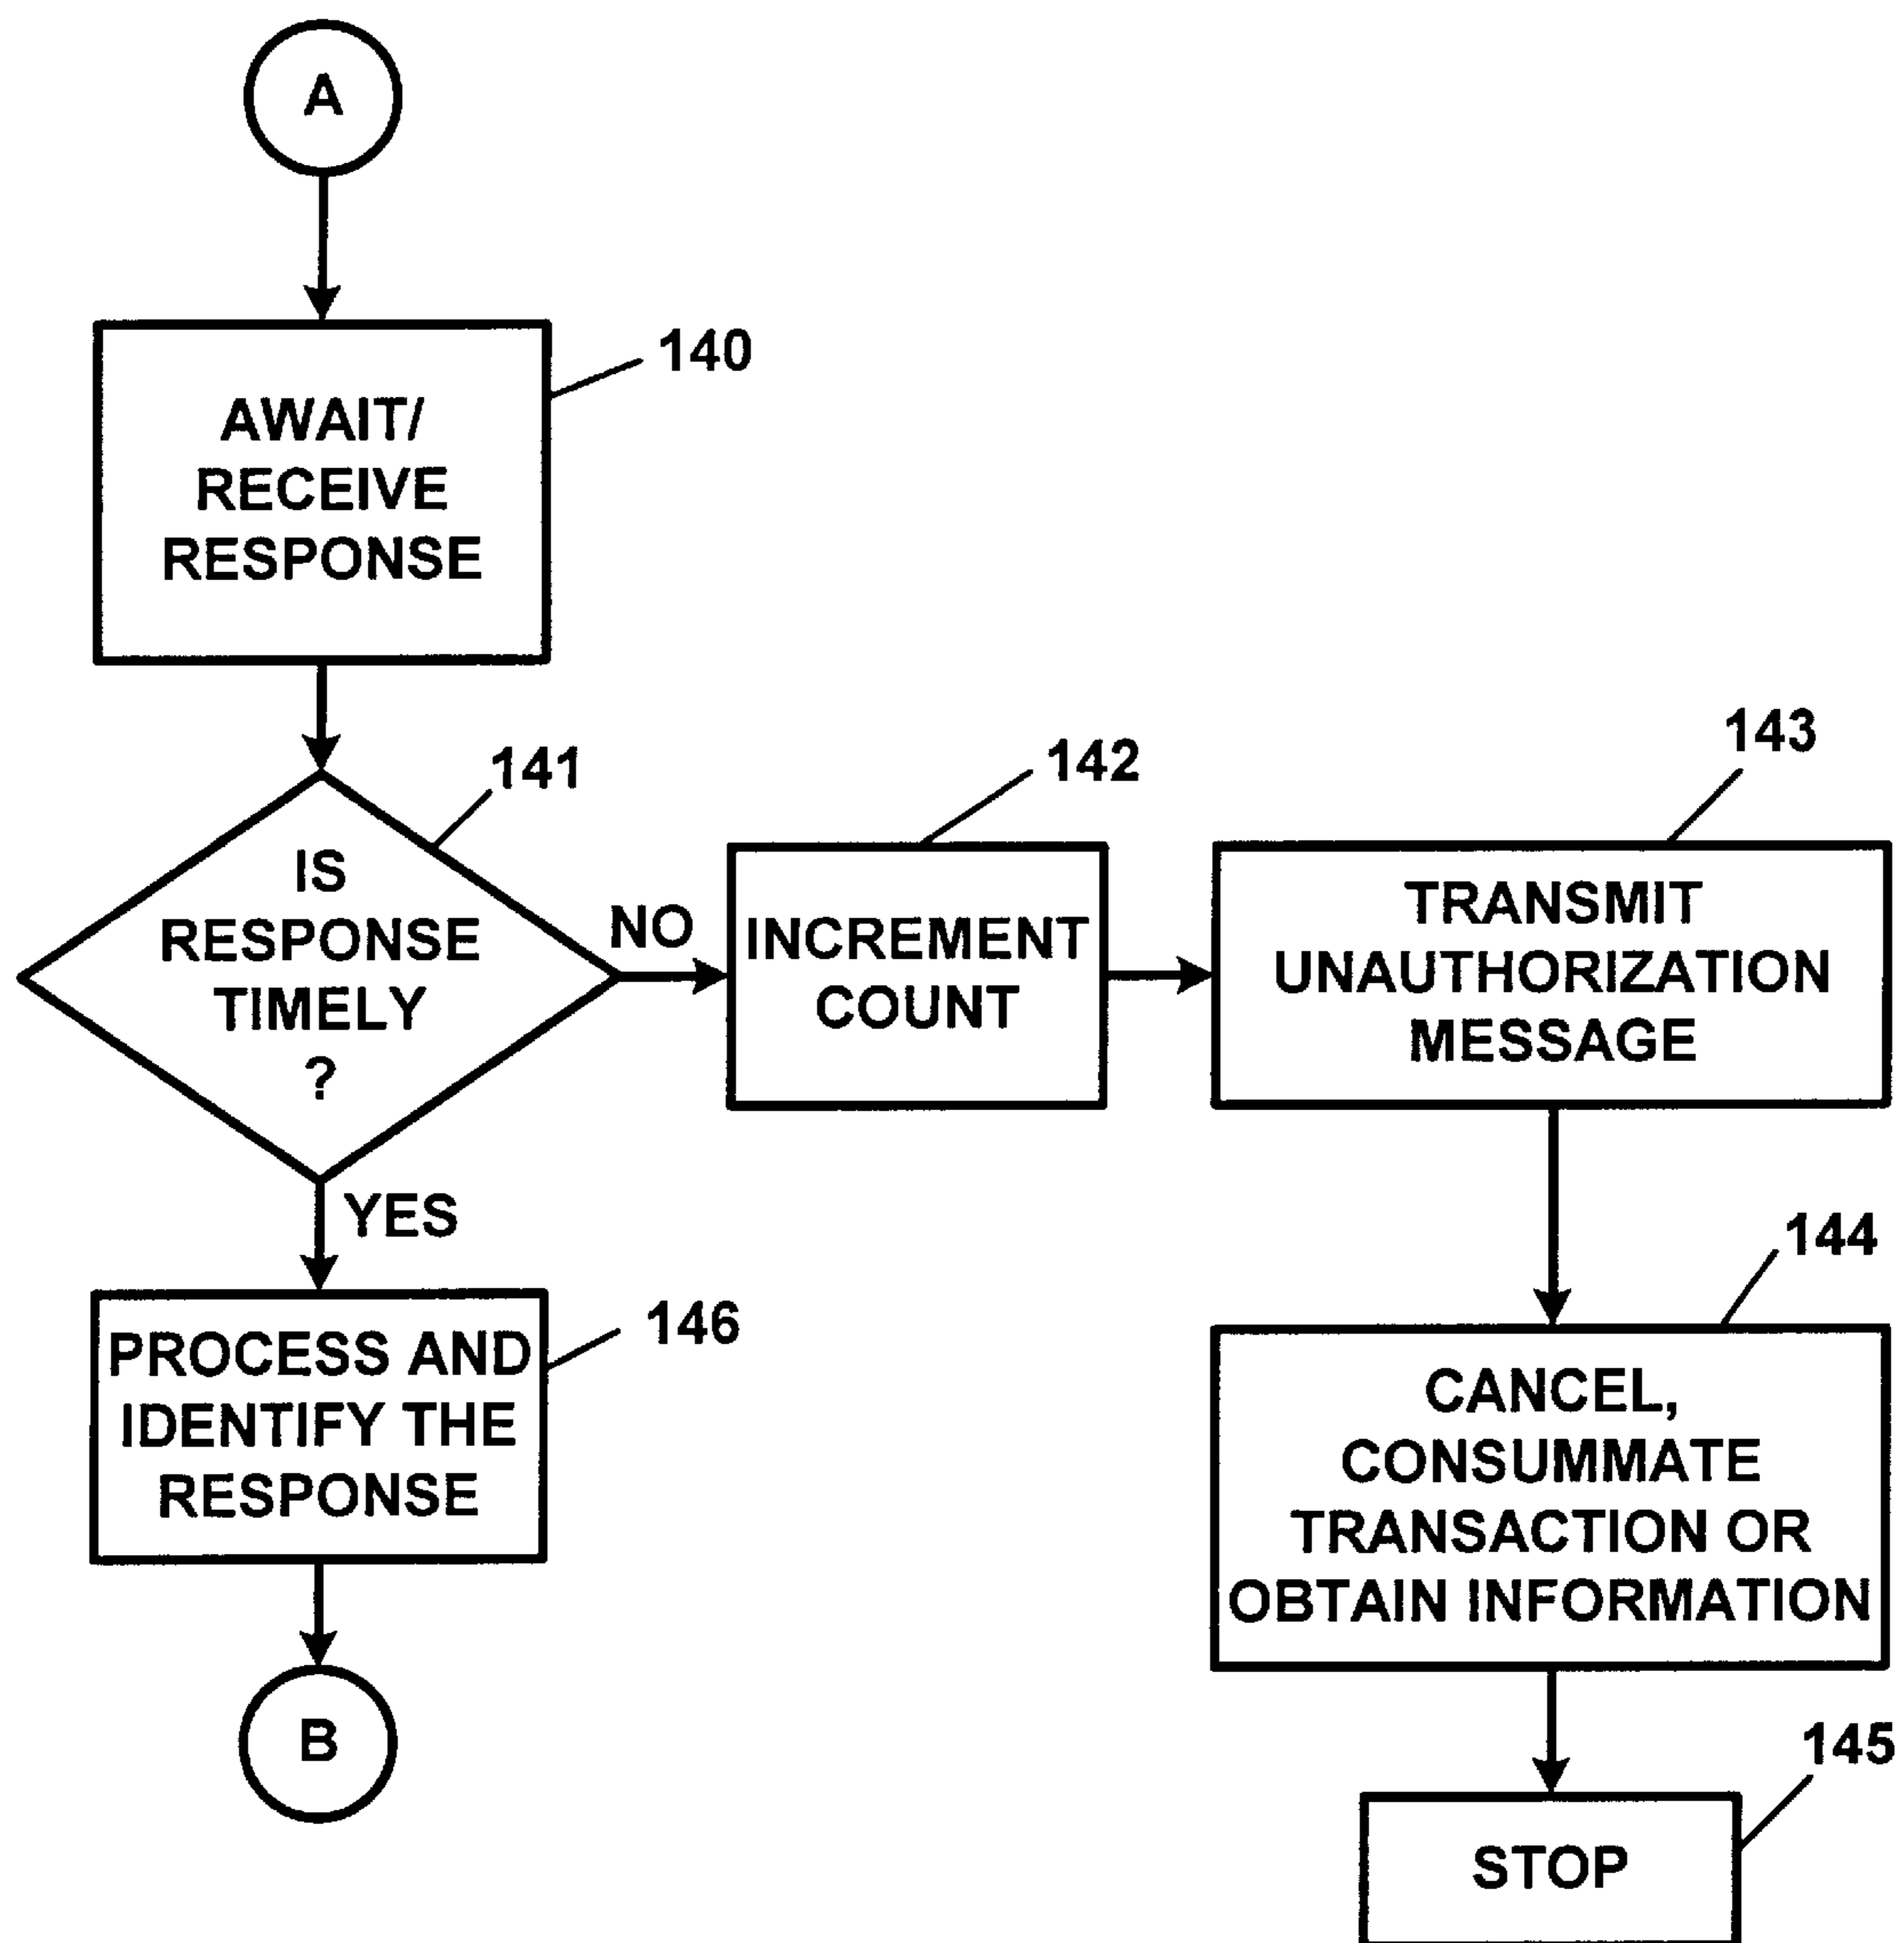 A
140
AWAIT/
RECEIVE
RESPONSE
141
IS
RESPONSE
TIMELY
?
NO
142
INCREMENT
COUNT
143
TRANSMIT
UNAUTHORIZATION
MESSAGE
YES
144
CANCEL,
CONSUMMATE
TRANSACTION OR
OBTAIN INFORMATION
146
PROCESS AND
IDENTIFY THE
RESPONSE
B
145
STOP